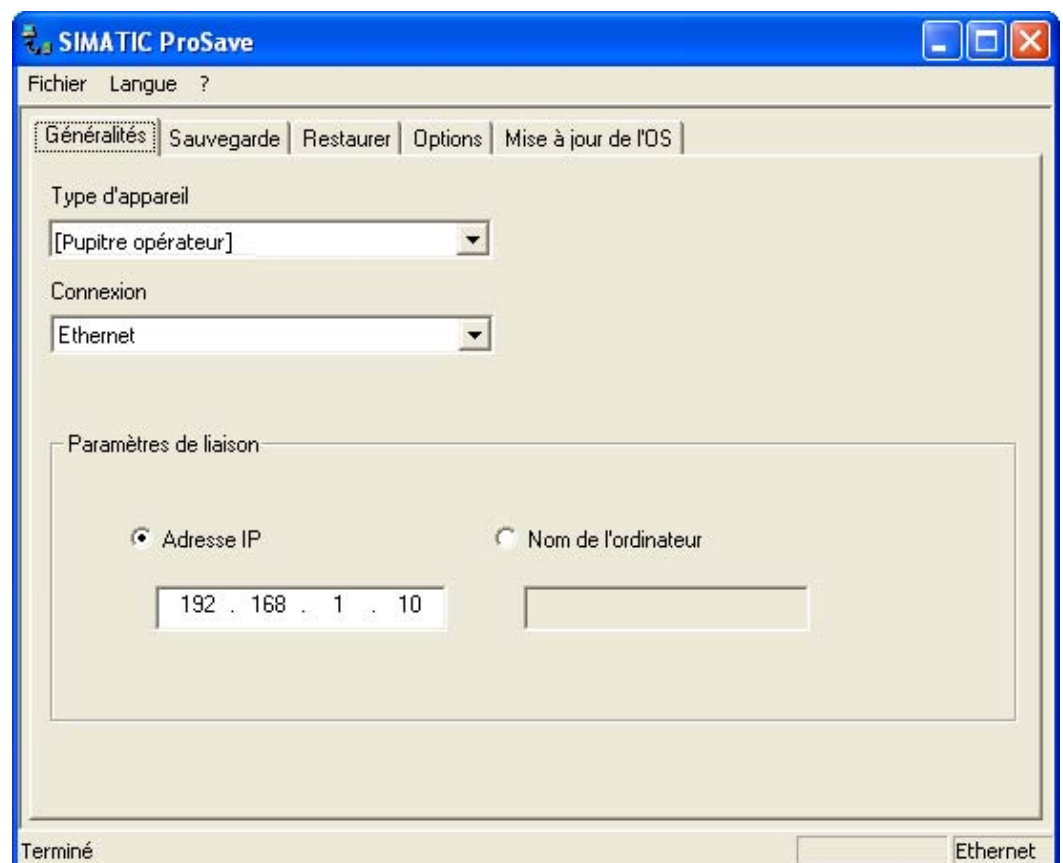 SIMATIC ProSave
Fichier Langue ?
Généralités Sauvegarde Restaurer Options Mise à jour de l'OS
Type d'appareil
[Pupitre opérateur]
Connexion
Ethernet
Paramètres de liaison
Adresse IP Nom de l'ordinateur
192 . 168 . 1 . 10
Terminé Ethernet